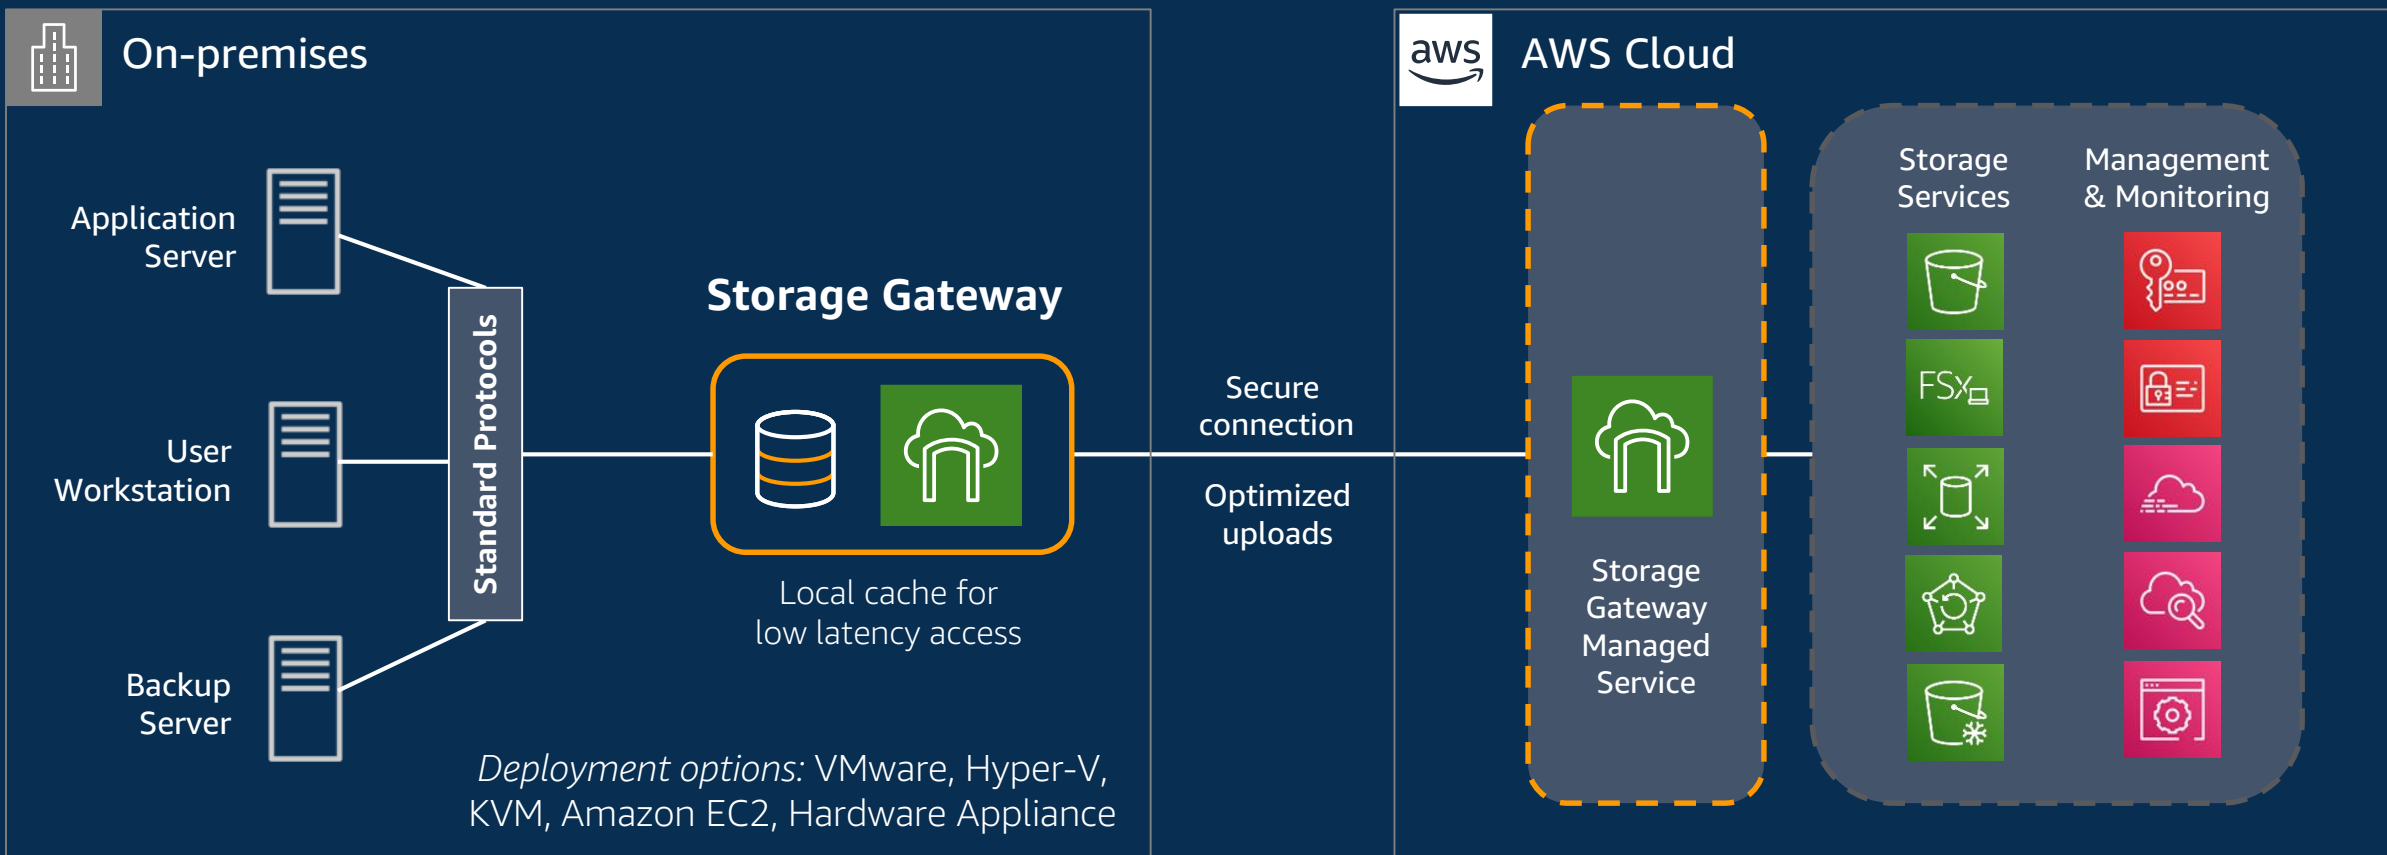 On-premises
Application
Server
User
Workstation
Backup
Server
Standard Protocols
Storage Gateway
Local cache for
low latency access
Deployment options: VMware, Hyper-V,
KVM, Amazon EC2, Hardware Appliance
Secure
connection
Optimized
uploads
aws
AWS Cloud
Storage
Gateway
Managed
Service
Storage
Services
FSx
Management
& Monitoring